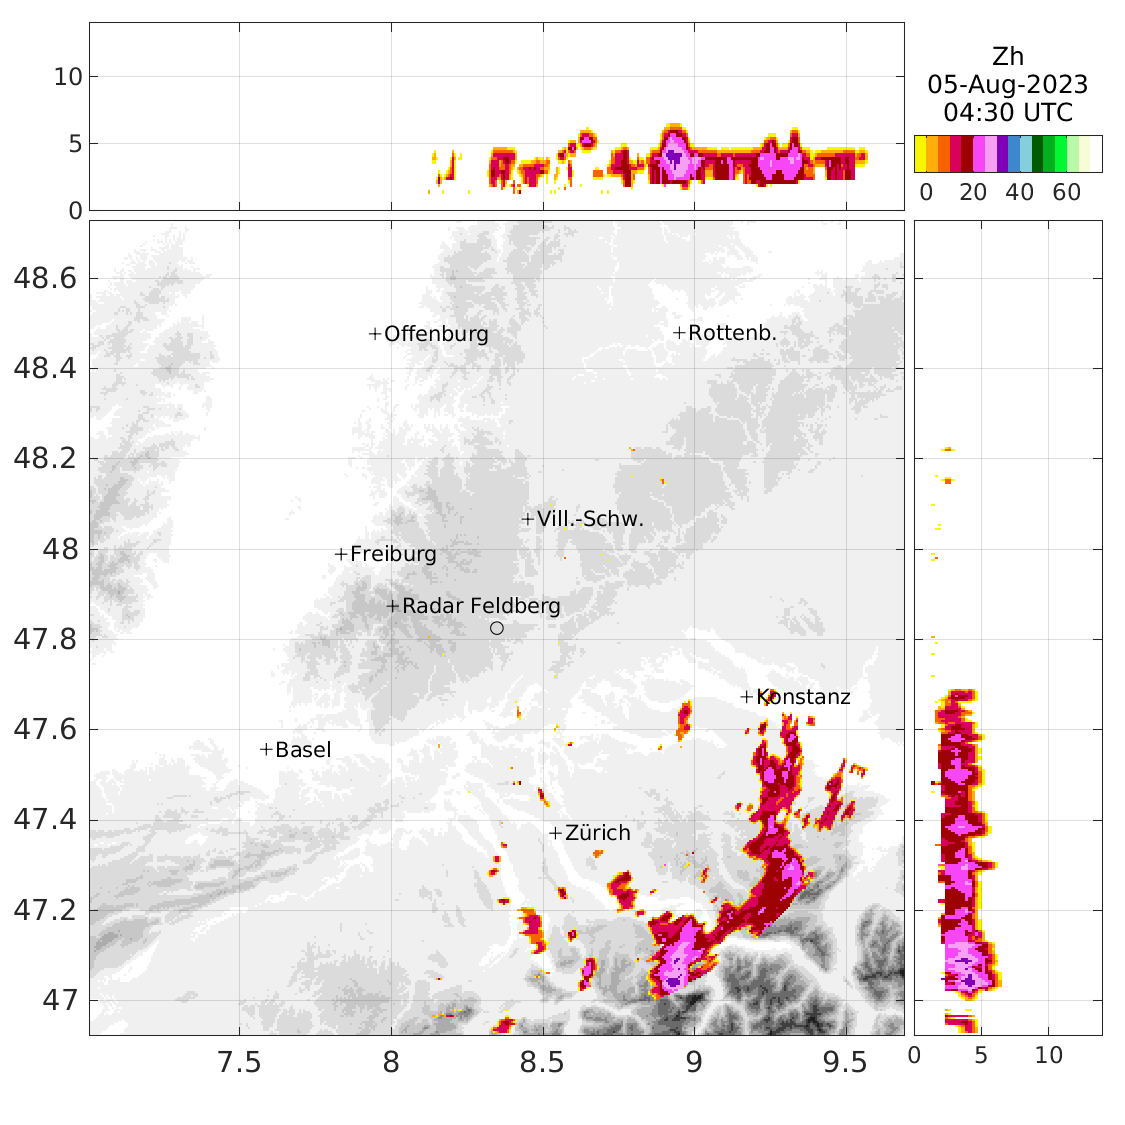 10
5
0
Zh
05-Aug-2023
04:30 UTC
0 20 40 60
48.6
48.4
48.2
48
47.8
47.6
47.4
47.2
47
Offenburg
Rottenb.
Vill.-Schw.
Freiburg
Radar Feldberg
Konstanz
Basel
Zürich
7.5 8 8.5 9 9.5
0 5 10